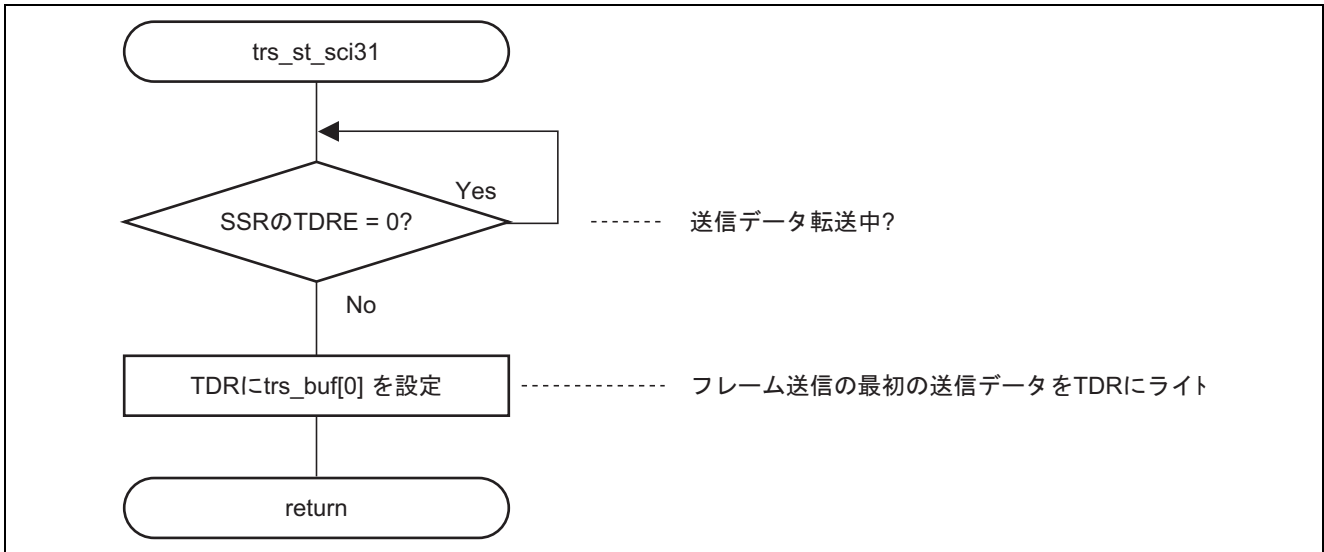 trs_st_sci31
Yes
SSRのTDRE = 0?
送信データ転送中?
No
TDRにtrs_buf[0] を設定
フレーム送信の最初の送信データをTDRにライト
return